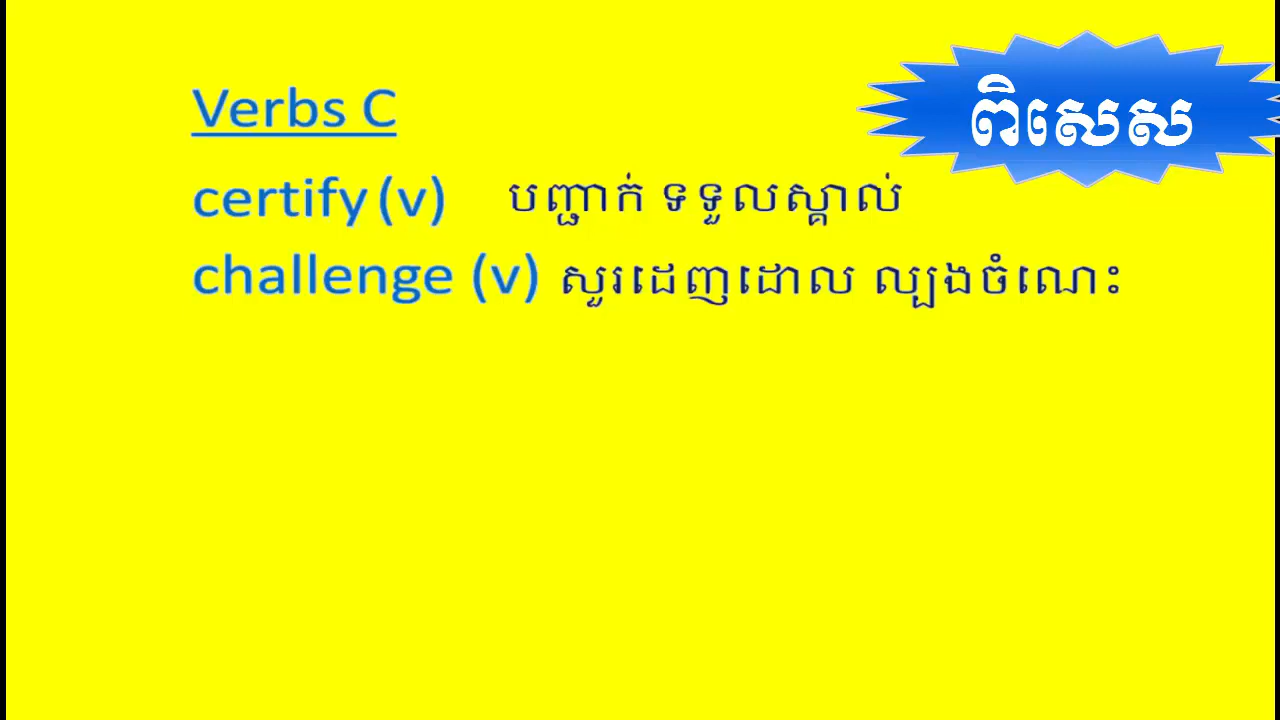 Verbs C
ពិសេស
certify (v) បញ្ជាក់ ទទួលស្គាល់
challenge (v) សួរដេញដោល ល្បងចំណេះ